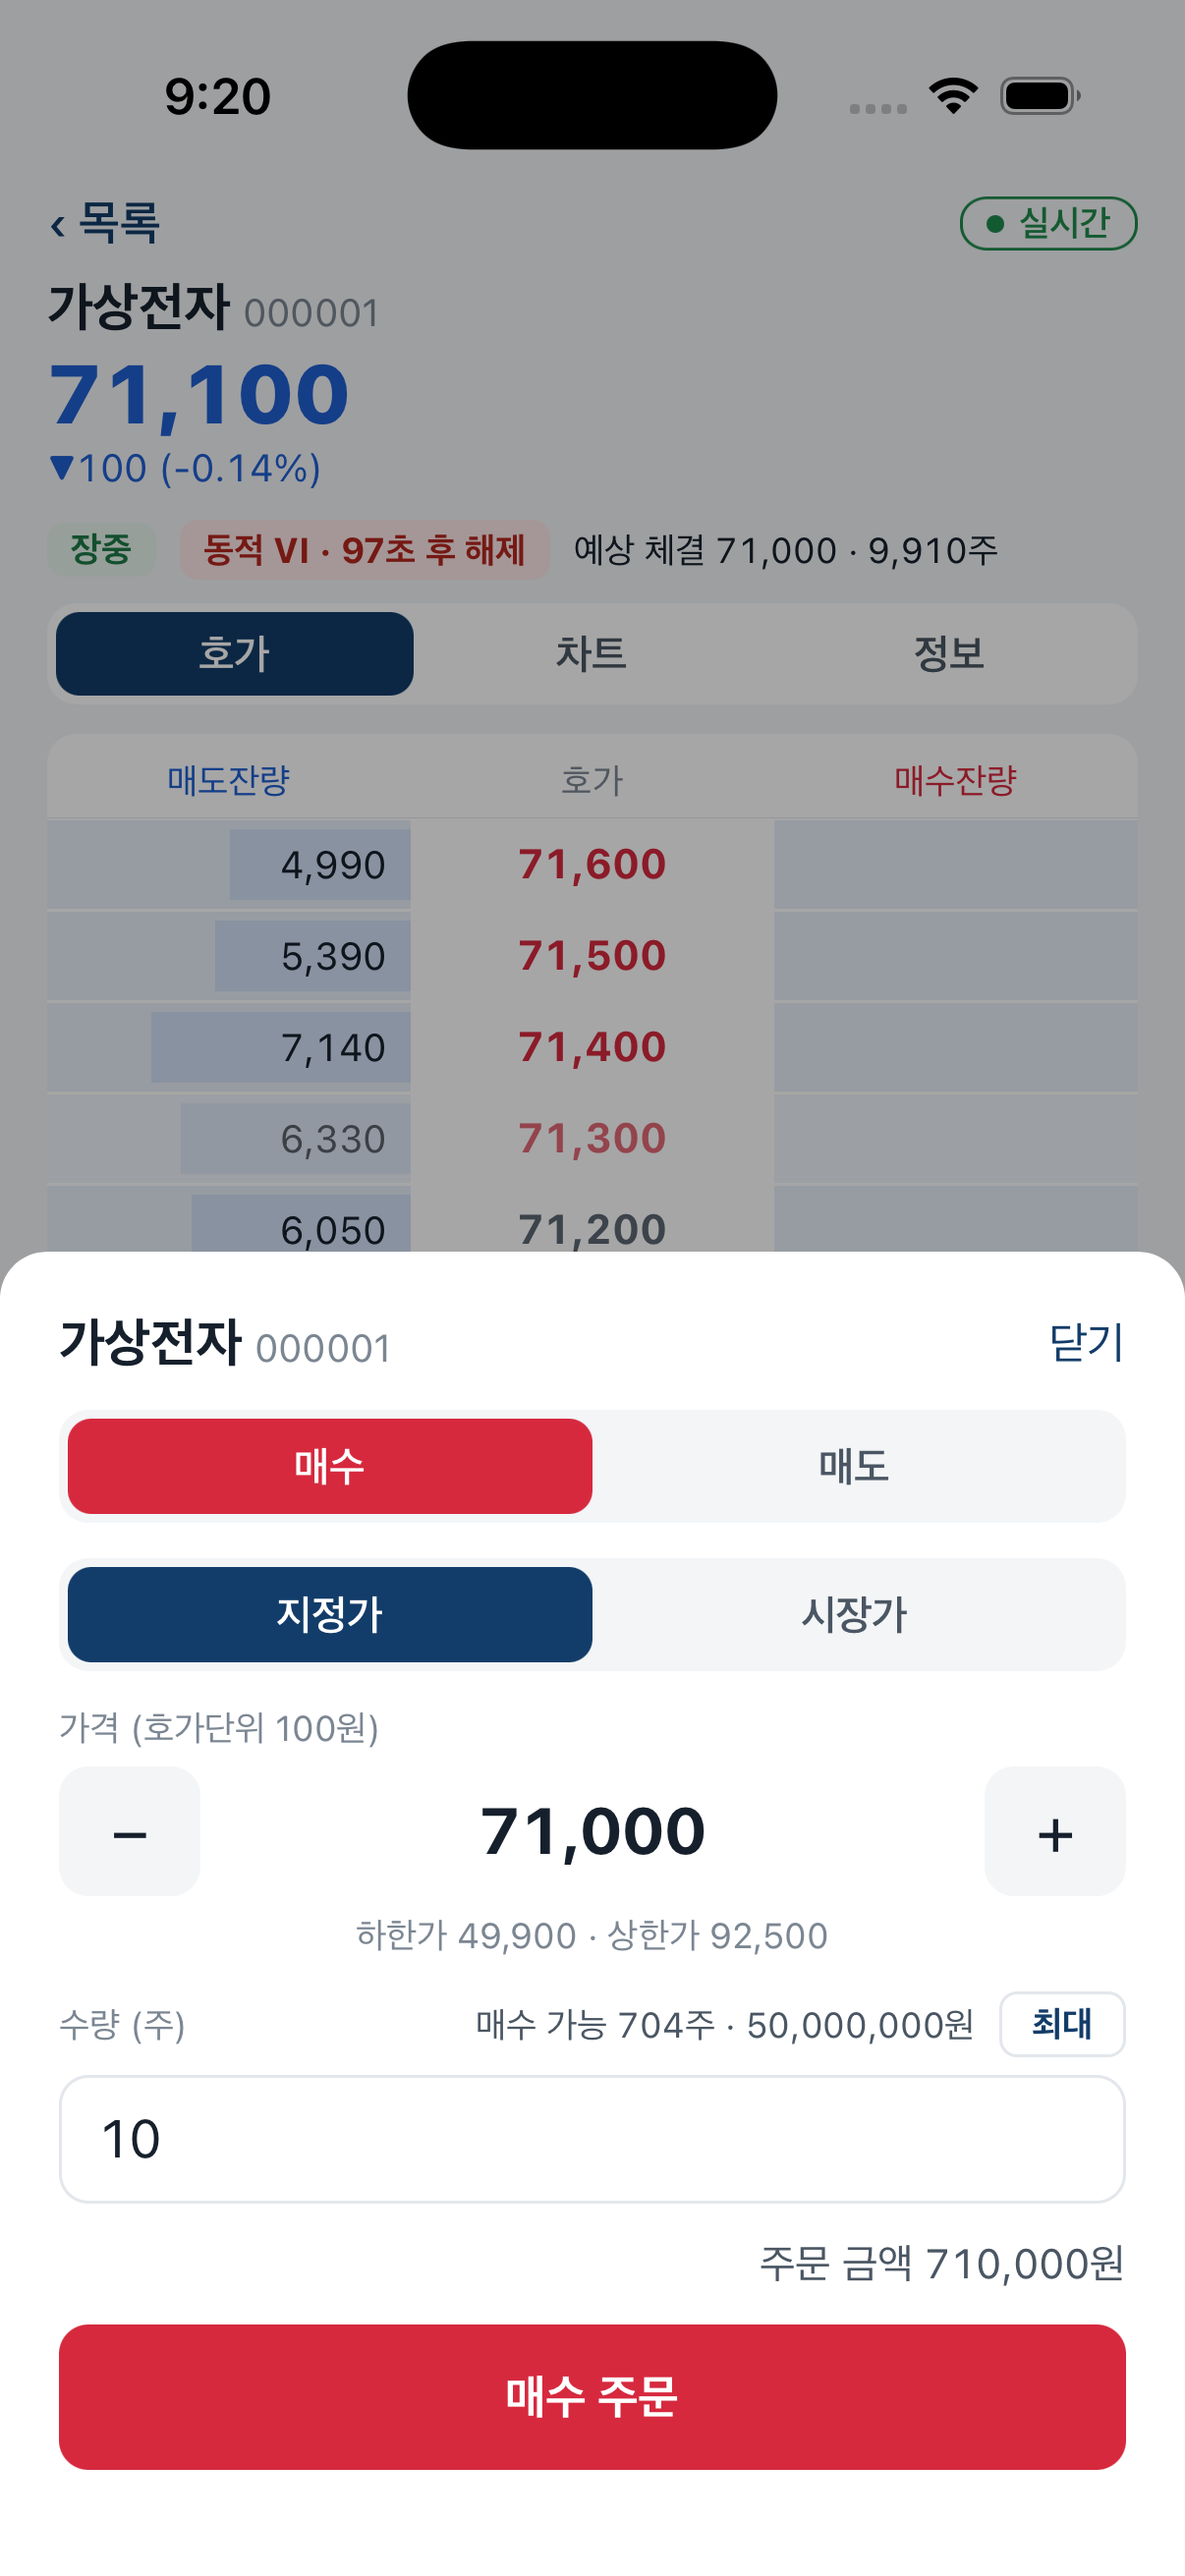 9:20
‹ 목록
실시간
가상전자 000001
71,100
▼100 (-0.14%)
장중 동적 VI · 97초 후 해제 예상 체결 71,000 · 9,910주
호가 차트 정보
매도잔량 호가 매수잔량
4,990 71,600
5,390 71,500
7,140 71,400
6,330 71,300
6,050 71,200
가상전자 000001 닫기
매수 매도
지정가 시장가
가격 (호가단위 100원)
− 71,000 +
하한가 49,900 · 상한가 92,500
수량 (주) 매수 가능 704주 · 50,000,000원 최대
10
주문 금액 710,000원
매수 주문